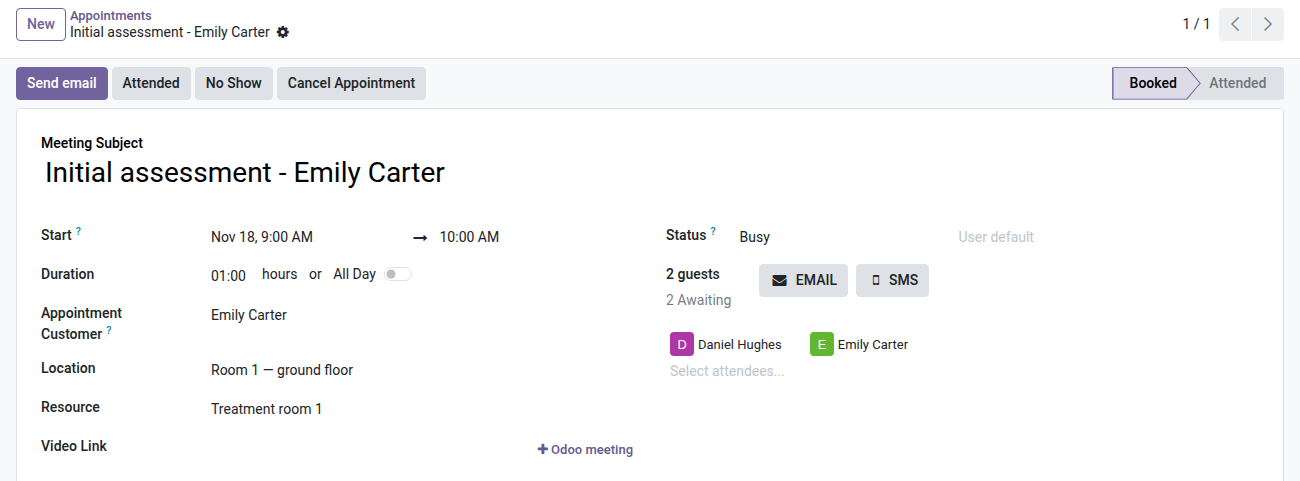 New
Appointments
Initial assessment - Emily Carter
1 / 1
Send email
Attended
No Show
Cancel Appointment
Booked
Attended
Meeting Subject
Initial assessment - Emily Carter
Start ?
Nov 18, 9:00 AM → 10:00 AM
Duration
01:00 hours or All Day
Appointment
Customer ?
Emily Carter
Location
Room 1 — ground floor
Resource
Treatment room 1
Video Link
+ Odoo meeting
Status ?
Busy
User default
2 guests
2 Awaiting
EMAIL
SMS
D Daniel Hughes
E Emily Carter
Select attendees...